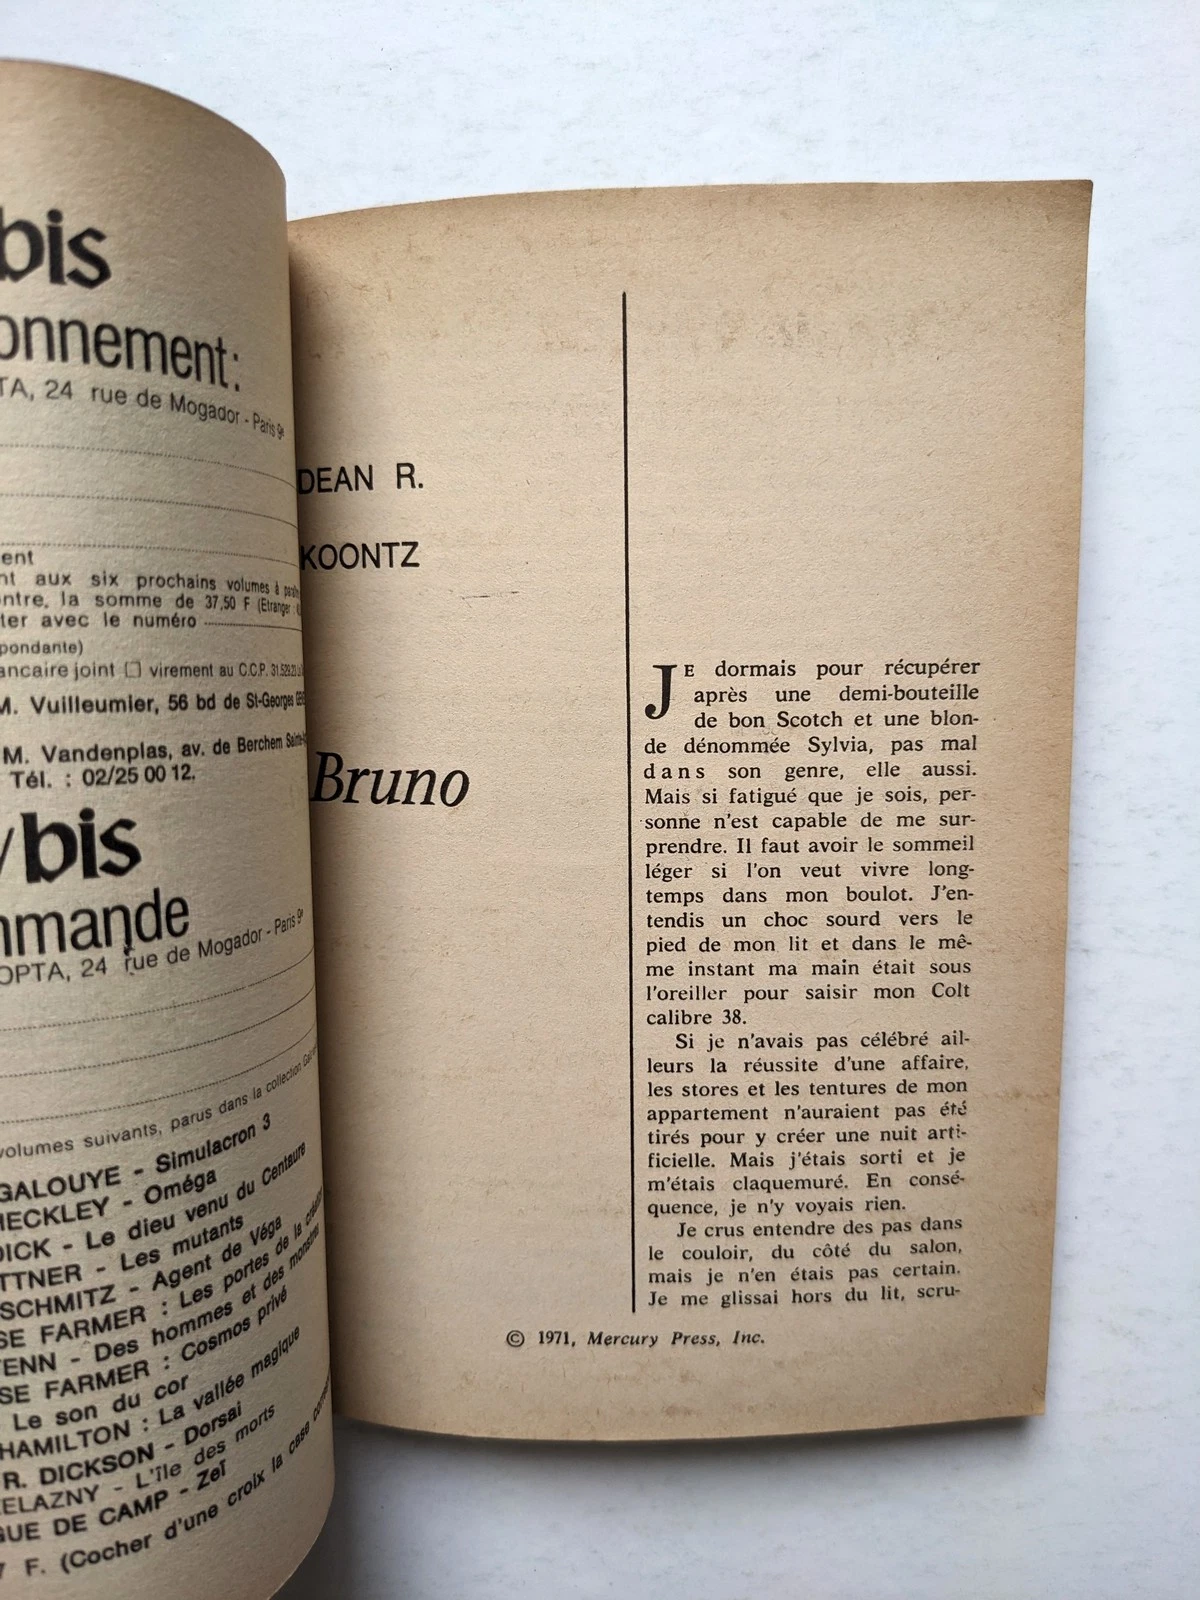 bis
onnement:
TA, 24 rue de Mogador - Paris 9e
ent
nt aux six prochains volumes à
ontre, la somme de 37,50 F (Etranger :
ter avec le numéro
pondante)
ancaire joint ☐ virement au C.C.P.
M. Vuilleumier, 56 bd de St-Georges
M. Vandenplas, av. de Berchem
Tél. : 02/25 00 12.
/bis
mmande
OPTA, 24 rue de Mogador - Paris 9e
volumes suivants, parus dans la collection
GALOUYE - Simulacron 3
HECKLEY - Oméga
DICK - Le dieu venu du Centaure
TTNER - Les mutants
SCHMITZ - Agent de Véga
SE FARMER : Les portes de la création
TENN - Des hommes et des monstres
SE FARMER : Cosmos privé
Le son du cor
HAMILTON : La vallée magique
R. DICKSON - Dorsai
ELAZNY - L'île des morts
GUE DE CAMP - Zeï
7 F. (Cocher d'une croix la case
DEAN R.
KOONTZ
Bruno
JE dormais pour récupérer
après une demi-bouteille
de bon Scotch et une blon-
de dénommée Sylvia, pas mal
dans son genre, elle aussi.
Mais si fatigué que je sois, per-
sonne n'est capable de me sur-
prendre. Il faut avoir le sommeil
léger si l'on veut vivre long-
temps dans mon boulot. J'en-
tendis un choc sourd vers le
pied de mon lit et dans le mê-
me instant ma main était sous
l'oreiller pour saisir mon Colt
calibre 38.
Si je n'avais pas célébré ail-
leurs la réussite d'une affaire,
les stores et les tentures de mon
appartement n'auraient pas été
tirés pour y créer une nuit arti-
ficielle. Mais j'étais sorti et je
m'étais claquemuré. En consé-
quence, je n'y voyais rien.
Je crus entendre des pas dans
le couloir, du côté du salon,
mais je n'en étais pas certain.
Je me glissai hors du lit, scru-
© 1971, Mercury Press, Inc.